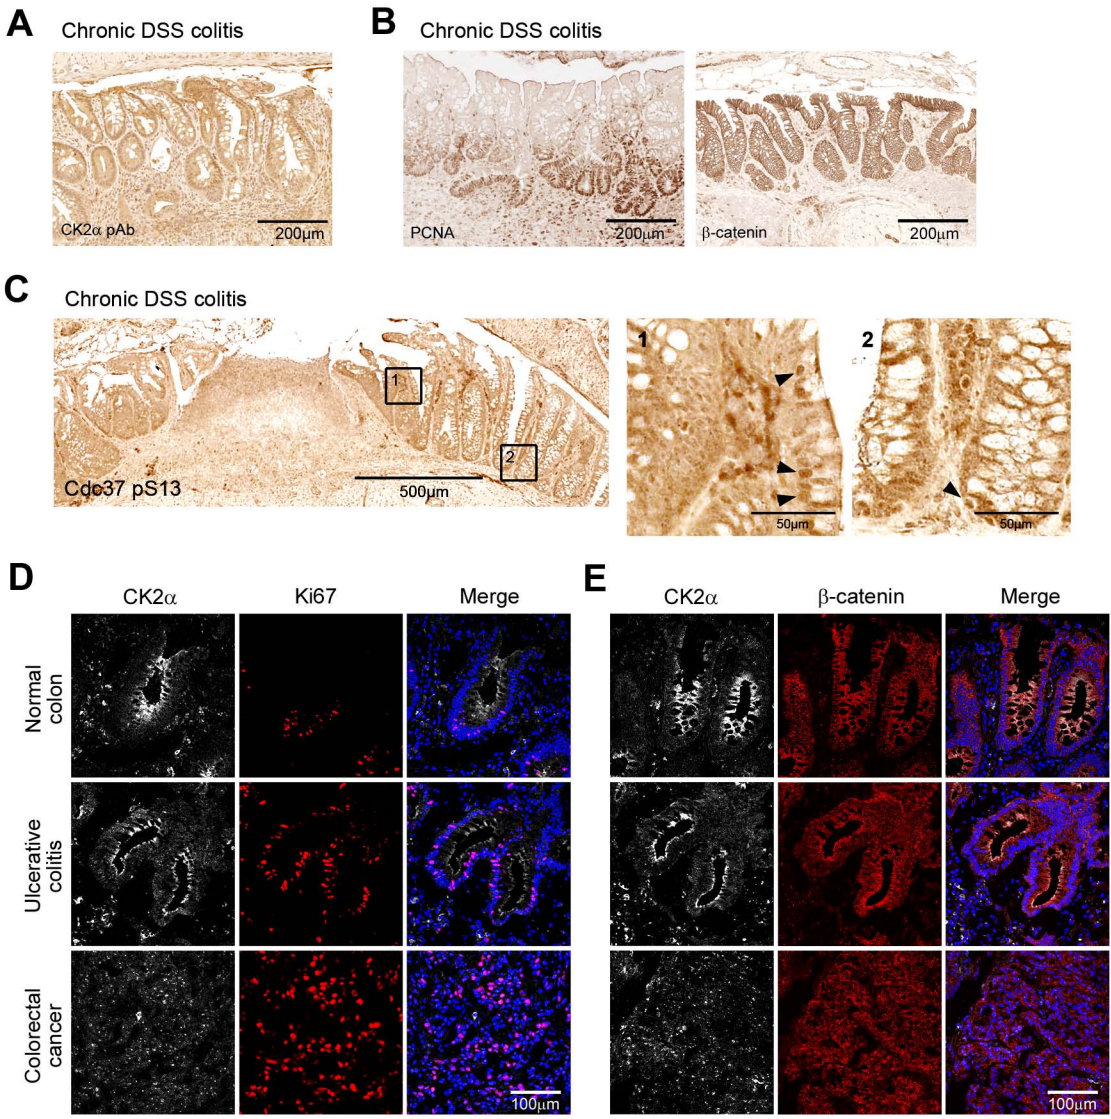 A
Chronic DSS colitis
CK2α pAb
200μm
B
Chronic DSS colitis
PCNA
200μm
β-catenin
200μm
C
Chronic DSS colitis
1
2
Cdc37 pS13
500μm
1
50μm
2
50μm
D
CK2α
Ki67
Merge
Normal
colon
Ulcerative
colitis
Colorectal
cancer
100μm
E
CK2α
β-catenin
Merge
100μm